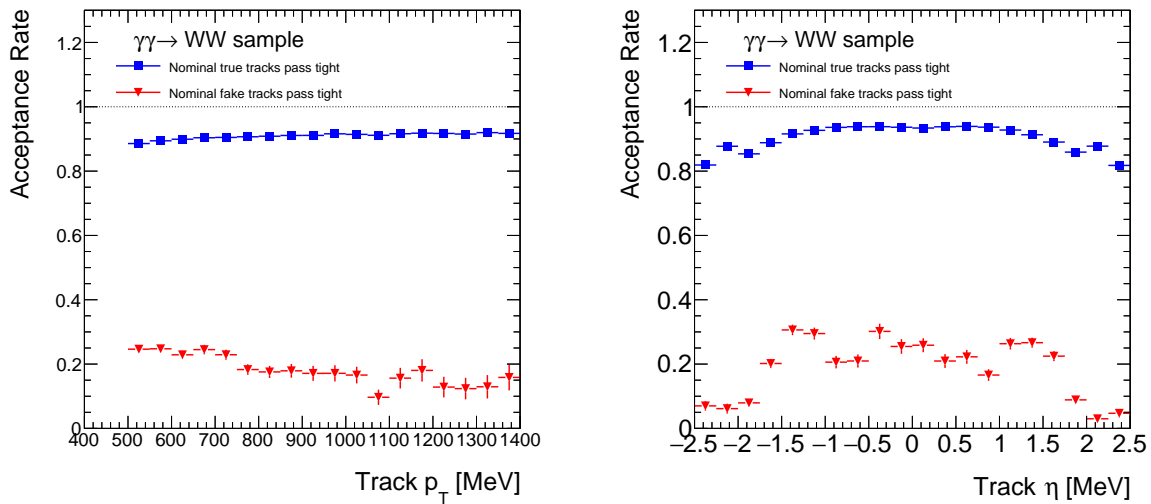 Acceptance Rate
γγ→ WW sample
Nominal true tracks pass tight
Nominal fake tracks pass tight
1.2
1
0.8
0.6
0.4
0.2
0
400 500 600 700 800 900 1000 1100 1200 1300 1400
Track p_T [MeV]
Acceptance Rate
γγ→ WW sample
Nominal true tracks pass tight
Nominal fake tracks pass tight
1.2
1
0.8
0.6
0.4
0.2
0
−2.5 −2 −1.5 −1 −0.5 0 0.5 1 1.5 2 2.5
Track η [MeV]